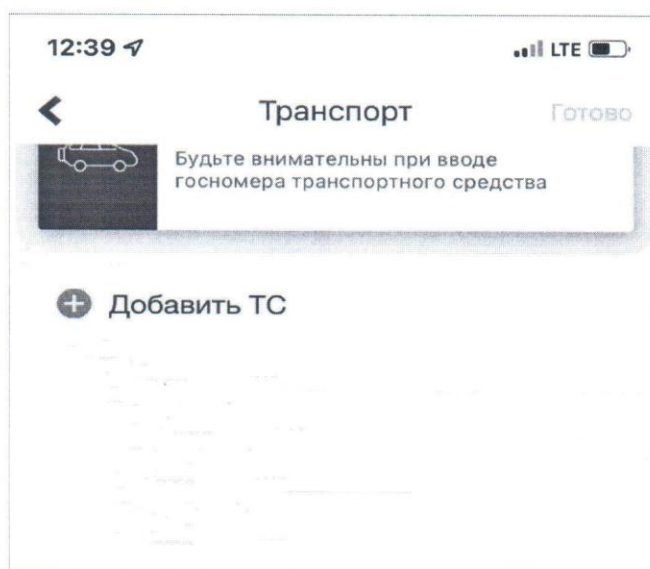 12:39
LTE
Транспорт
Готово
Будьте внимательны при вводе
госномера транспортного средства
Добавить ТС